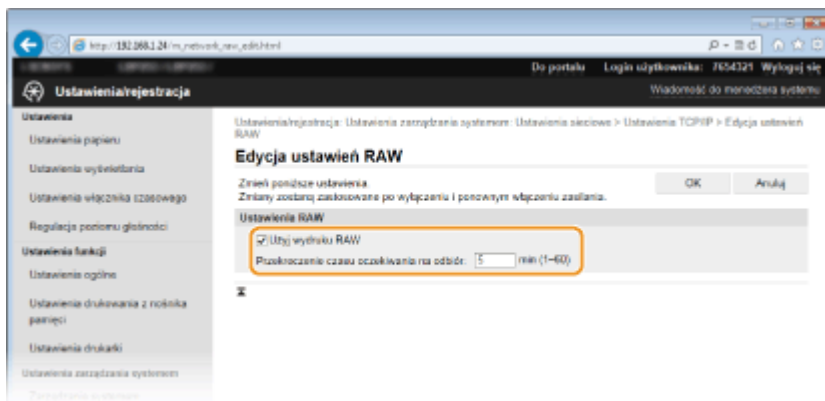 http://192.168.1.24/m_network_raw_edit.html
Do portalu Login użytkownika: 7654321 Wyloguj się
Ustawienia/rejestracja
Wiadomość do menedżera systemu
Ustawienia
Ustawienia papieru
Ustawienia wyświetlania
Ustawienia włącznika czasowego
Regulacja poziomu głośności
Ustawienia funkcji
Ustawienia ogólne
Ustawienia drukowania z nośnika
pamięci
Ustawienia drukarki
Ustawienia zarządzania systemem
Zarządzanie systemem
Ustawienia/rejestracja: Ustawienia zarządzania systemem: Ustawienia sieciowe > Ustawienia TCP/IP > Edycja ustawień
RAW
Edycja ustawień RAW
Zmień poniższe ustawienia.
Zmiany zostaną zastosowane po wyłączeniu i ponownym włączeniu zasilania.
OK Anuluj
Ustawienia RAW
Użyj wydruku RAW
Przekroczenie czasu oczekiwania na odbiór: 5 min (1–60)